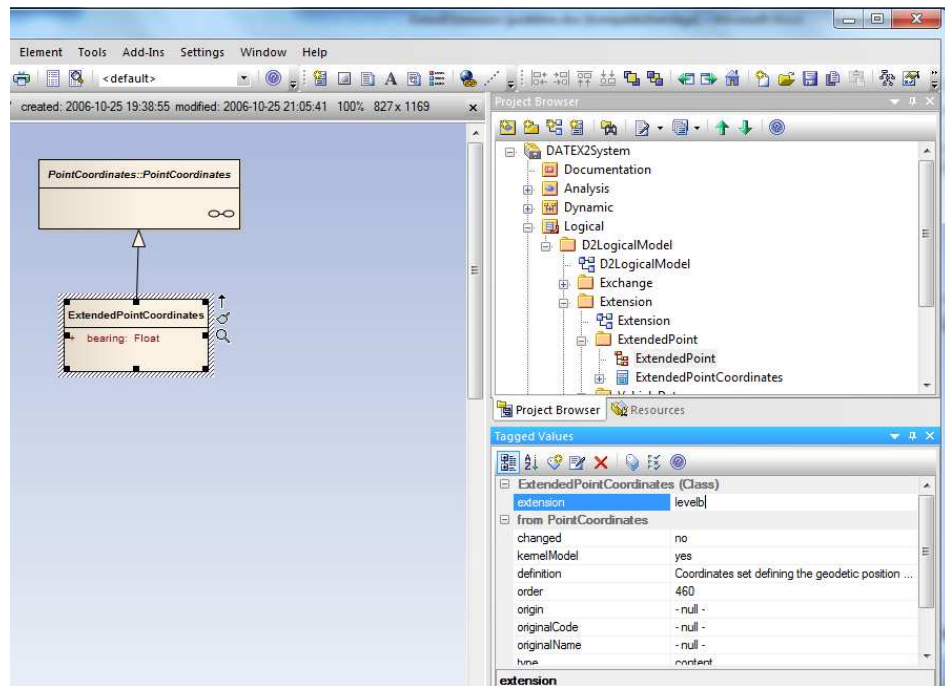 Element Tools Add-Ins Settings Window Help
<default>
created: 2006-10-25 19:38:55 modified: 2006-10-25 21:05:41 100% 827 x 1169
PointCoordinates::PointCoordinates
ExtendedPointCoordinates
+ bearing: Float
Project Browser
DATEX2System
Documentation
Analysis
Dynamic
Logical
D2LogicalModel
D2LogicalModel
Exchange
Extension
Extension
ExtendedPoint
ExtendedPoint
ExtendedPointCoordinates
Project Browser Resources
Tagged Values
ExtendedPointCoordinates (Class)
extension levelb
from PointCoordinates
changed no
kernelModel yes
definition Coordinates set defining the geodetic position ...
order 460
origin - null -
originalCode - null -
originalName - null -
type content
extension